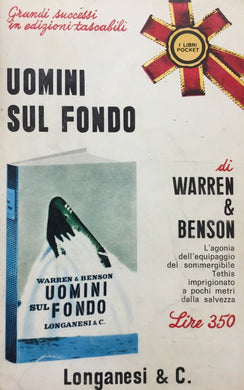 Grandi successi
in edizioni tascabili
I LIBRI
POCKET
UOMINI
SUL FONDO
di
WARREN
&
BENSON
L'agonia
dell'equipaggio
del sommergibile
Tethis
imprigionato
a pochi metri
dalla salvezza
Lire 350
WARREN & BENSON
UOMINI
SUL FONDO
LONGANESI & C.
Longanesi & C.